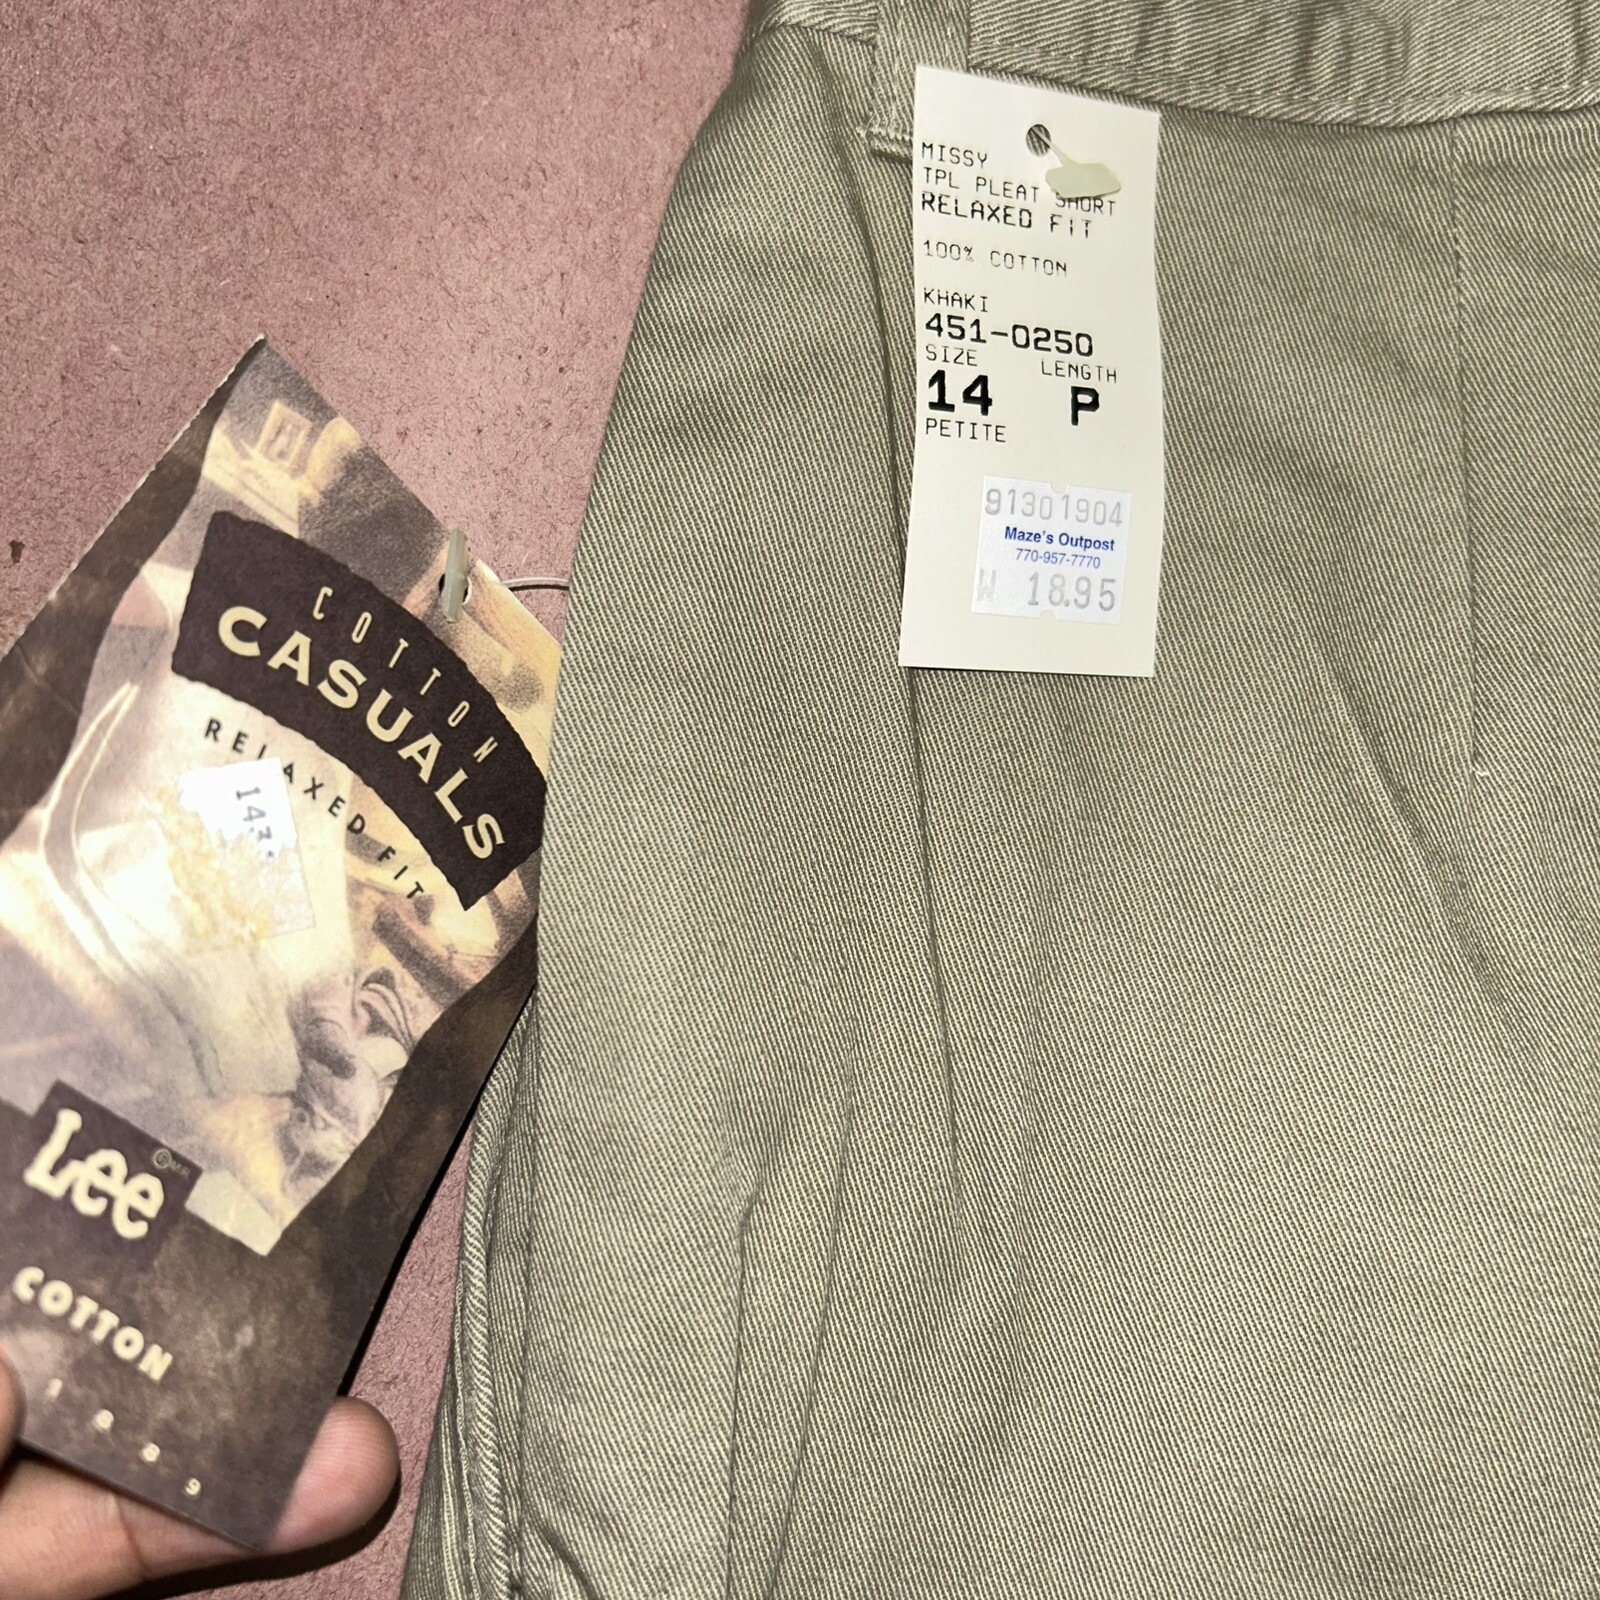 MISSY
TPL PLEAT SHORT
RELAXED FIT
100% COTTON
KHAKI
451-0250
SIZE LENGTH
14 P
PETITE
91301904
Maze's Outpost
770-957-7770
W 18.95
COTTON
CASUALS
RELAXED FIT
Lee
COTTON
1889